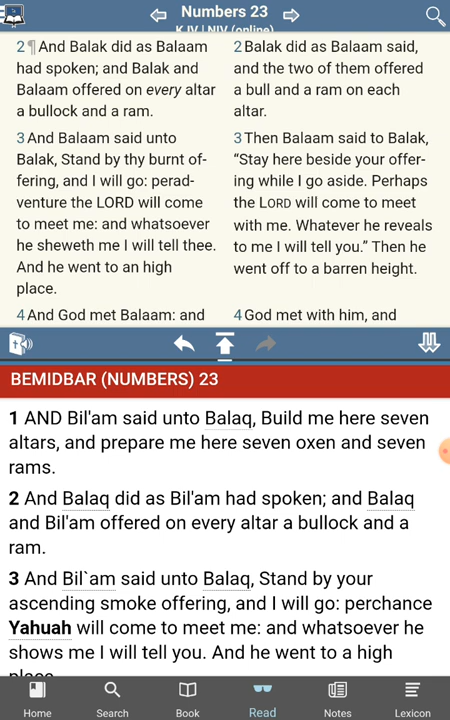 Numbers 23
KJV | NIV (online)
2 ¶ And Balak did as Balaam
had spoken; and Balak and
Balaam offered on every altar
a bullock and a ram.
3 And Balaam said unto
Balak, Stand by thy burnt of-
fering, and I will go: perad-
venture the LORD will come
to meet me: and whatsoever
he sheweth me I will tell thee.
And he went to an high
place.
4 And God met Balaam: and
2 Balak did as Balaam said,
and the two of them offered
a bull and a ram on each
altar.
3 Then Balaam said to Balak,
“Stay here beside your offer-
ing while I go aside. Perhaps
the LORD will come to meet
with me. Whatever he reveals
to me I will tell you.” Then he
went off to a barren height.
4 God met with him, and
BEMIDBAR (NUMBERS) 23
1 AND Bil'am said unto Balaq, Build me here seven
altars, and prepare me here seven oxen and seven
rams.
2 And Balaq did as Bil'am had spoken; and Balaq
and Bil'am offered on every altar a bullock and a
ram.
3 And Bil`am said unto Balaq, Stand by your
ascending smoke offering, and I will go: perchance
Yahuah will come to meet me: and whatsoever he
shows me I will tell you. And he went to a high
place.
Home
Search
Book
Read
Notes
Lexicon